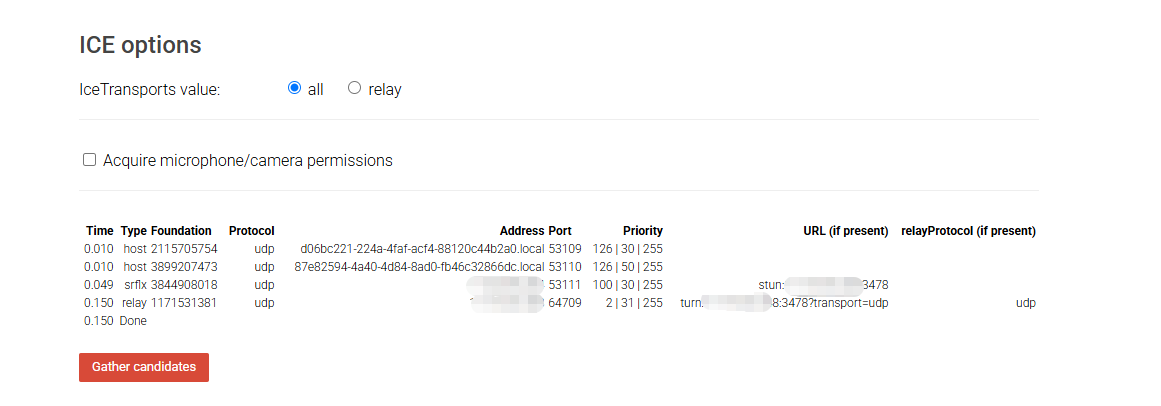 ICE options
IceTransports value: all relay
Acquire microphone/camera permissions
Time Type Foundation Protocol Address Port Priority URL (if present) relayProtocol (if present)
0.010 host 2115705754 udp d06bc221-224a-4faf-acf4-88120c44b2a0.local 53109 126 | 30 | 255
0.010 host 3899207473 udp 87e82594-4a40-4d84-8ad0-fb46c32866dc.local 53110 126 | 50 | 255
0.049 srflx 3844908018 udp 53111 100 | 30 | 255 stun: 3478
0.150 relay 1171531381 udp 64709 2 | 31 | 255 turn: 8:3478?transport=udp udp
0.150 Done
Gather candidates